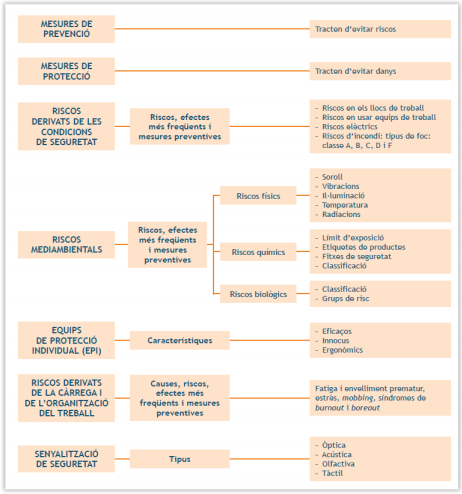 MESURES DE
PREVENCIÓ
Tracten d'evitar riscos
MESURES DE
PROTECCIÓ
Tracten d'evitar danys
RISCOS
DERIVATS DE LES
CONDICIONS
DE SEGURETAT
Riscos, efectes
més freqüents i
mesures preventives
- Riscos en els llocs de treball
- Riscos en usar equips de treball
- Riscos elèctrics
- Riscos d'incendi: tipus de foc:
classe A, B, C, D i F
RISCOS
MEDIAMBIENTALS
Riscos, efectes
més freqüents
i mesures
preventives
Riscos físics
- Soroll
- Vibracions
- Il·luminació
- Temperatura
- Radiacions
Riscos químics
- Límit d'exposició
- Etiquetes de productes
- Fitxes de seguretat
- Classificació
Riscos biològics
- Classificació
- Grups de risc
EQUIPS
DE PROTECCIÓ
INDIVIDUAL (EPI)
Característiques
- Eficaços
- Innocus
- Ergonòmics
RISCOS DERIVATS
DE LA CÀRREGA I
DE L'ORGANITZACIÓ
DEL TREBALL
Causes, riscos,
efectes més
freqüents i mesures
preventives
Fatiga i envelliment prematur,
estrès, mobbing, síndromes de
burnout i boreout
SENYALITZACIÓ
DE SEGURETAT
Tipus
- Òptica
- Acústica
- Olfactiva
- Tàctil